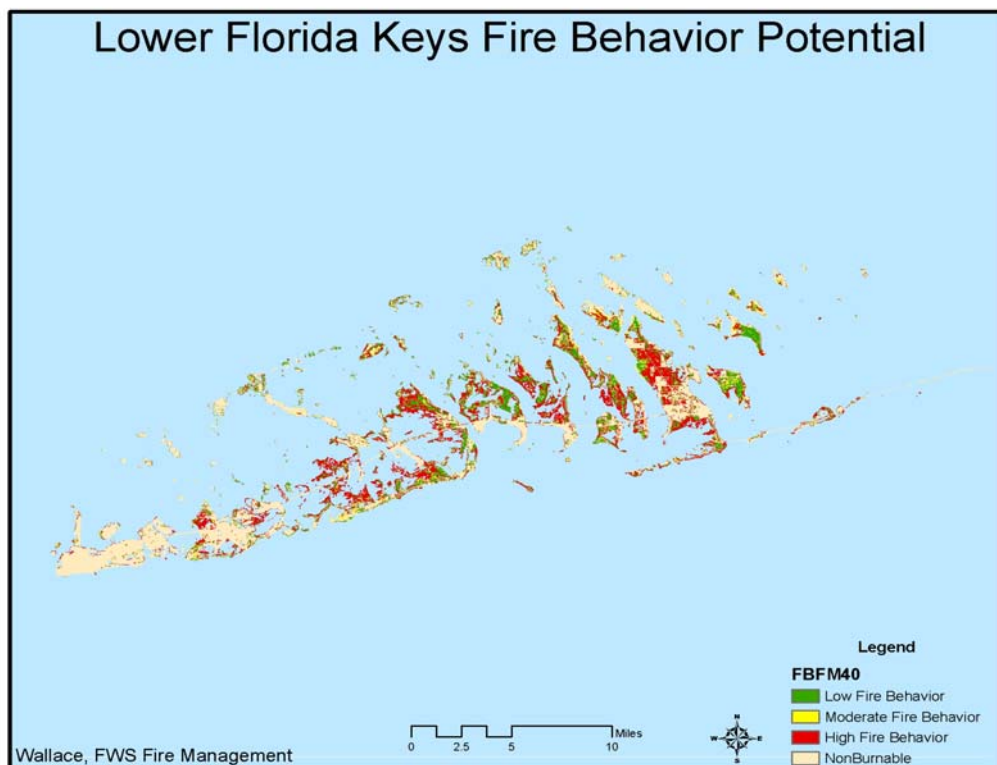 Lower Florida Keys Fire Behavior Potential
Legend
FBFM40
Low Fire Behavior
Moderate Fire Behavior
High Fire Behavior
NonBurnable
0 2.5 5 10 Miles
N
W E
S
Wallace, FWS Fire Management